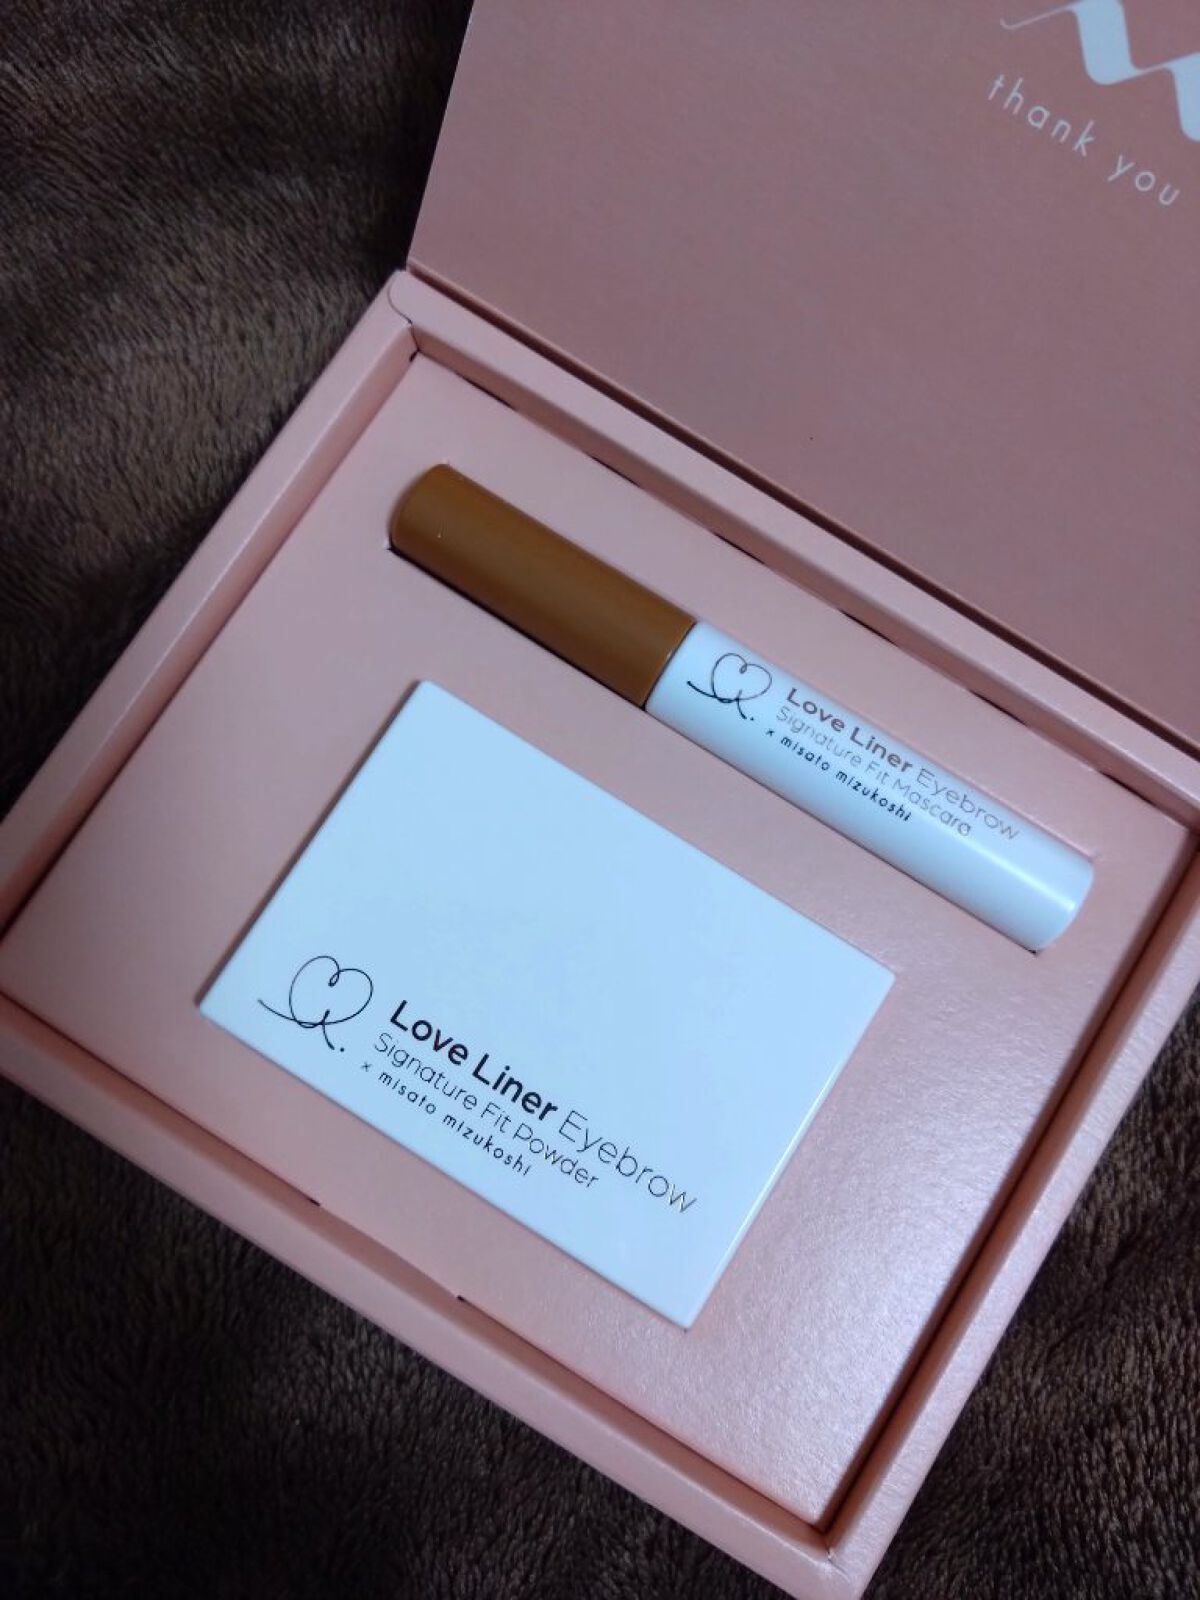 thank you
Love Liner Eyebrow
Signature Fit Mascara
× misato mizukoshi
Love Liner Eyebrow
Signature Fit Powder
× misato mizukoshi